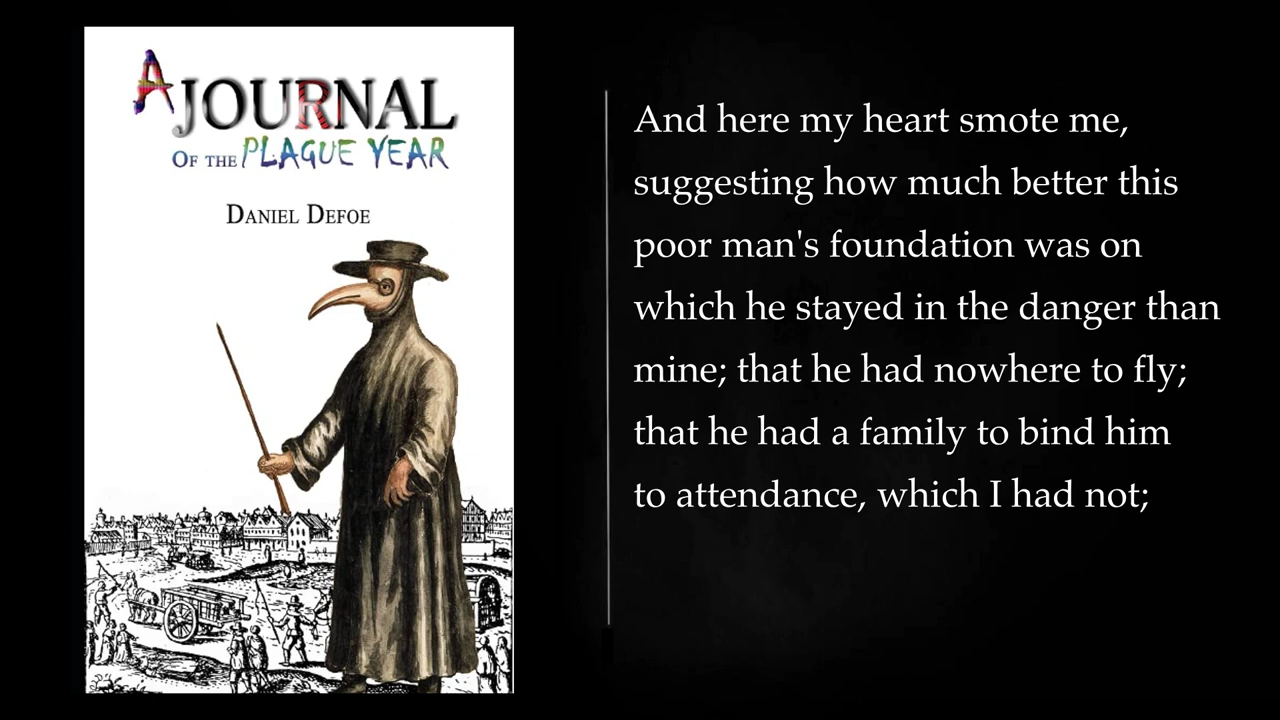 A JOURNAL
OF THE PLAGUE YEAR
DANIEL DEFOE
And here my heart smote me,
suggesting how much better this
poor man's foundation was on
which he stayed in the danger than
mine; that he had nowhere to fly;
that he had a family to bind him
to attendance, which I had not;